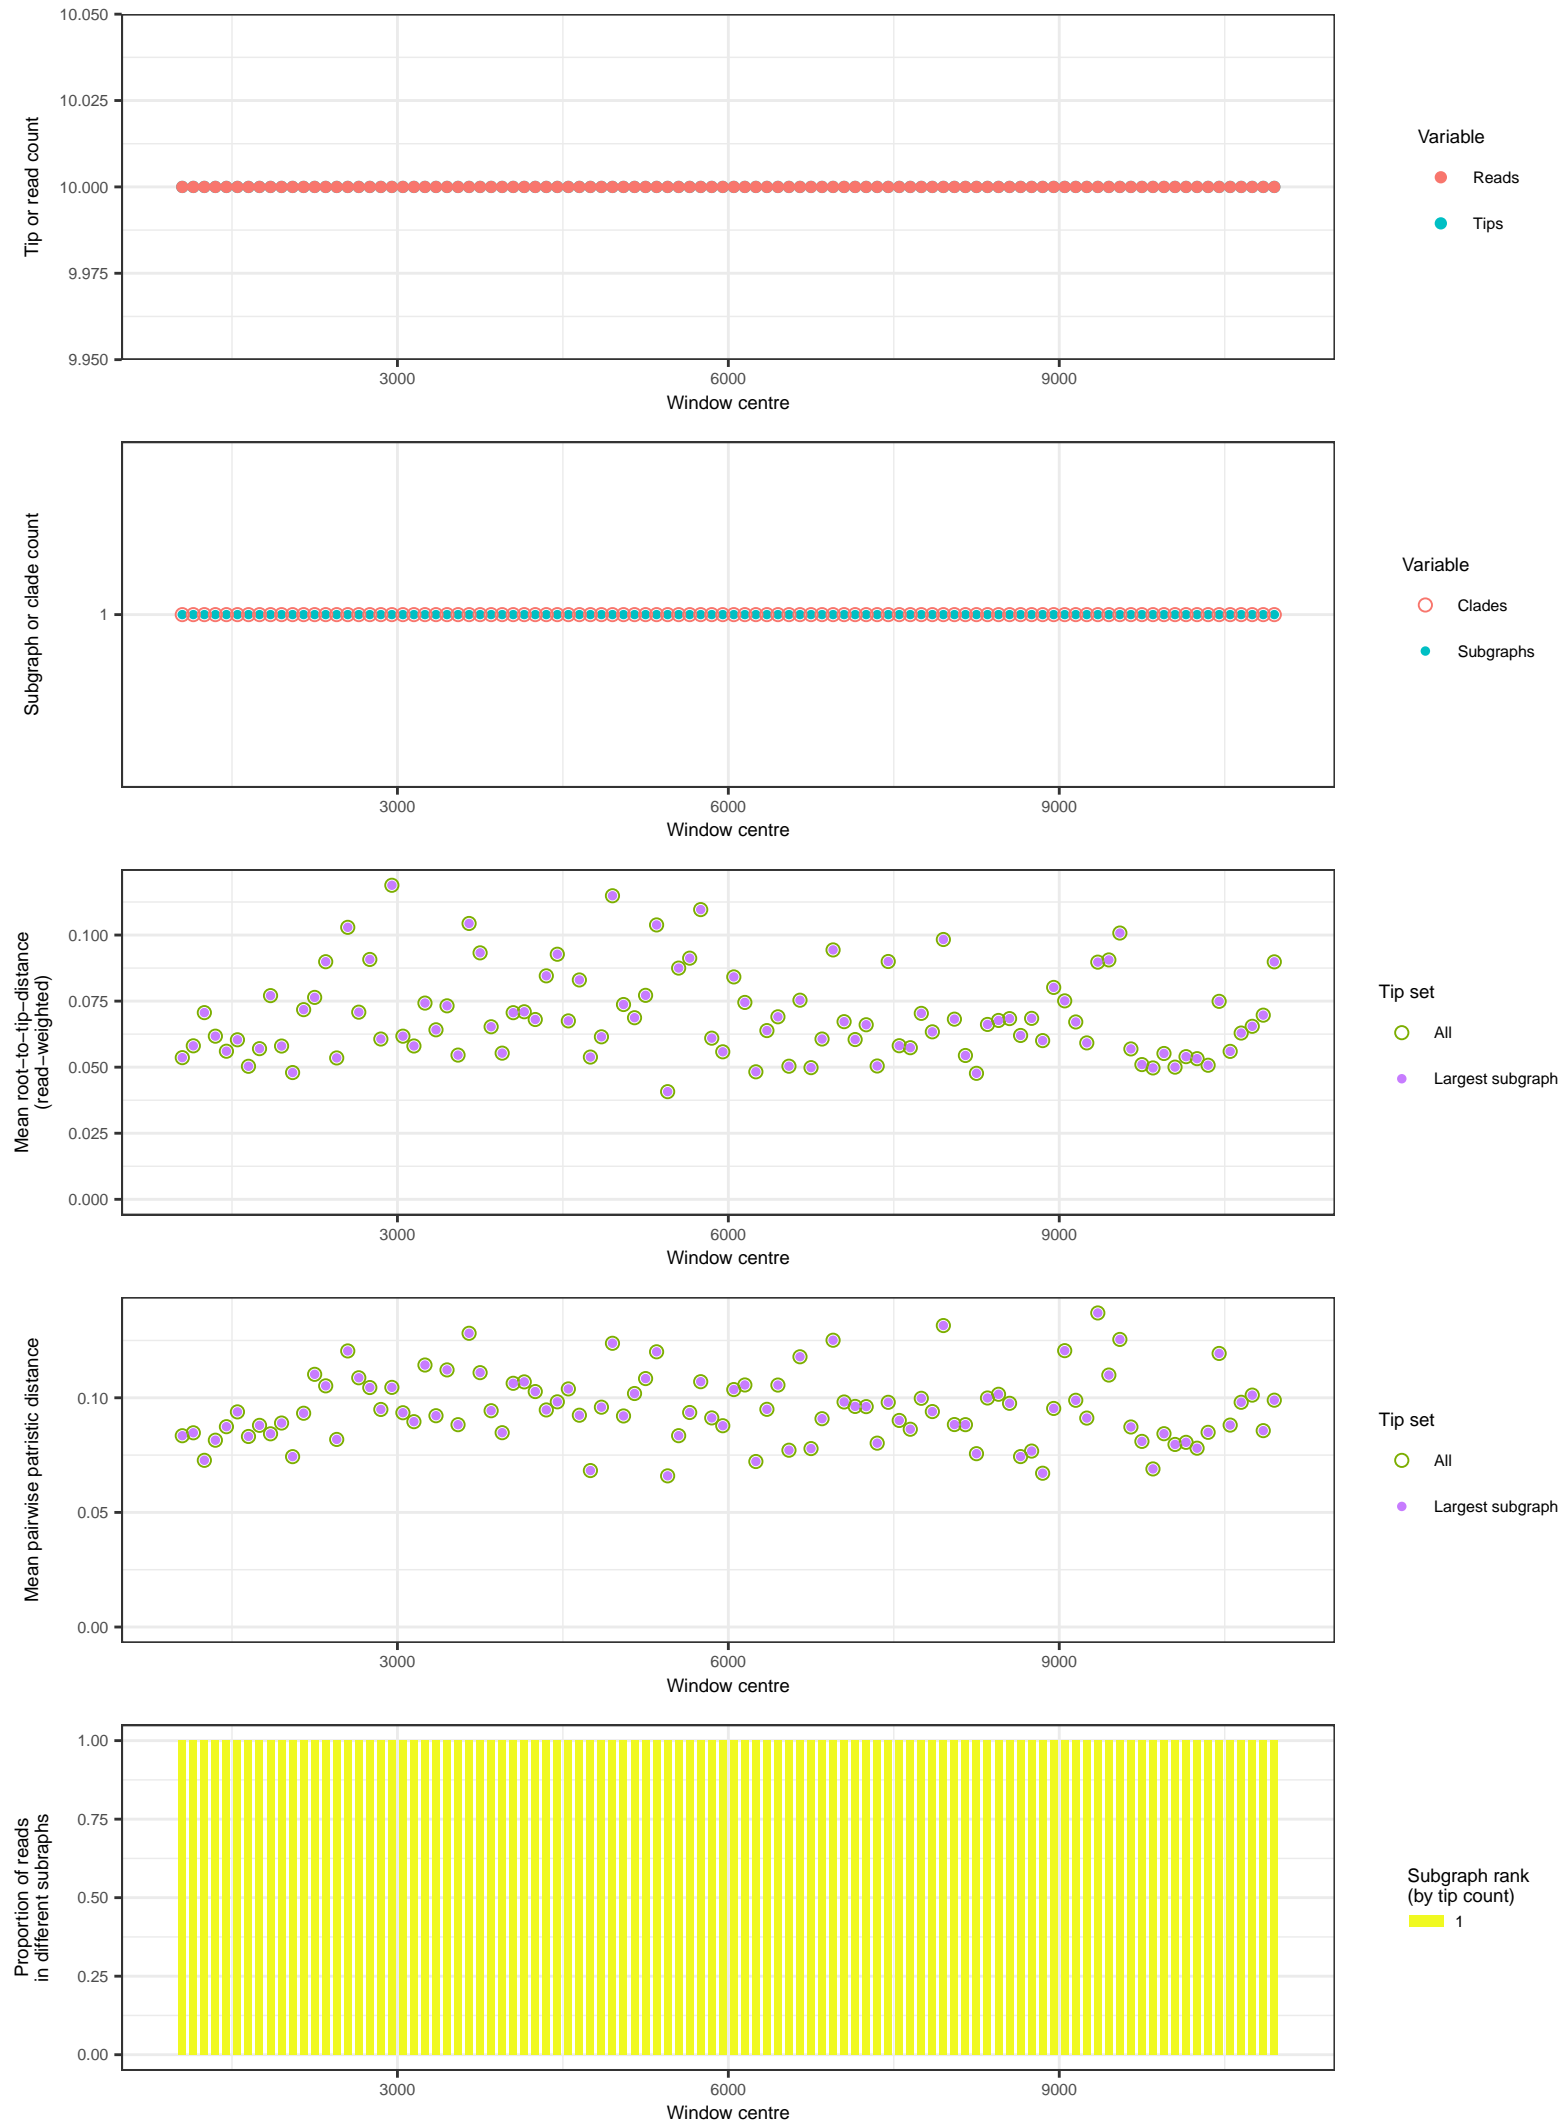 10.050
10.025
10.000
9.975
9.950
Tip or read count
3000
6000
9000
Window centre
Variable
Reads
Tips
1
Subgraph or clade count
3000
6000
9000
Window centre
Variable
Clades
Subgraphs
0.100
0.075
0.050
0.025
0.000
Mean root−to−tip−distance
(read−weighted)
3000
6000
9000
Window centre
Tip set
All
Largest subgraph
0.10
0.05
0.00
Mean pairwise patristic distance
3000
6000
9000
Window centre
Tip set
All
Largest subgraph
1.00
0.75
0.50
0.25
0.00
Proportion of reads
in different subraphs
3000
6000
9000
Window centre
Subgraph rank
(by tip count)
1